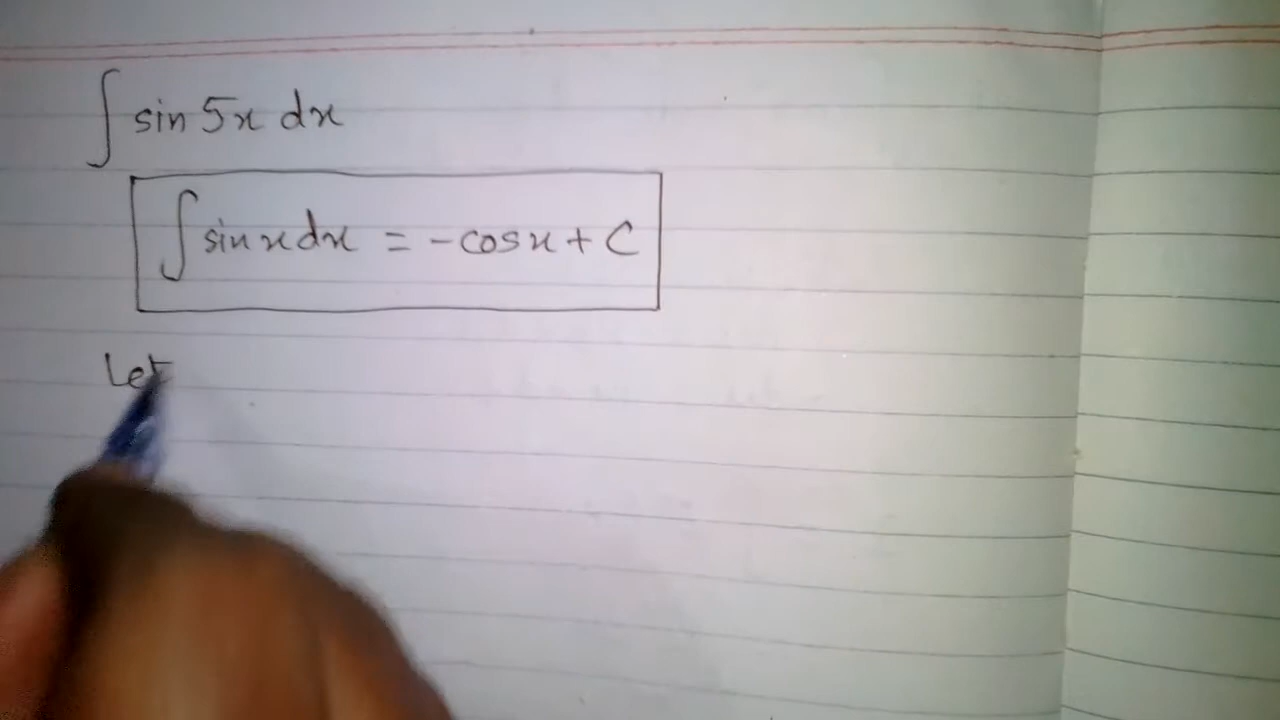 ∫ sin 5x dx
∫ sin x dx = -cos x + C
Let